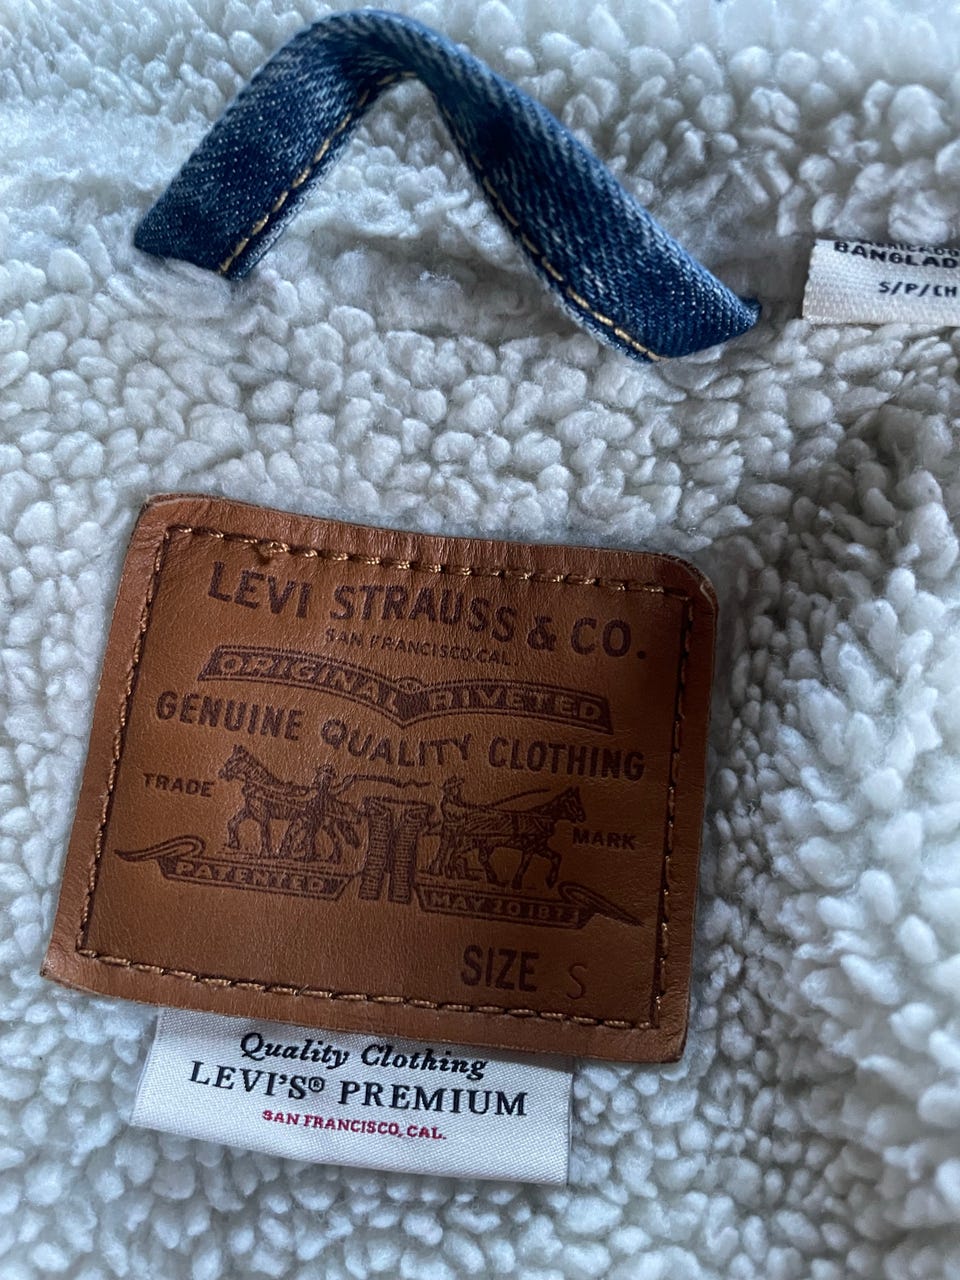 BANGLAD
S/P/CH
LEVI STRAUSS & CO.
SAN FRANCISCO, CAL.
ORIGINAL RIVETED
GENUINE QUALITY CLOTHING
TRADE MARK
PATENTED MAY 20 1873
SIZE S
Quality Clothing
LEVI'S® PREMIUM
SAN FRANCISCO, CAL.